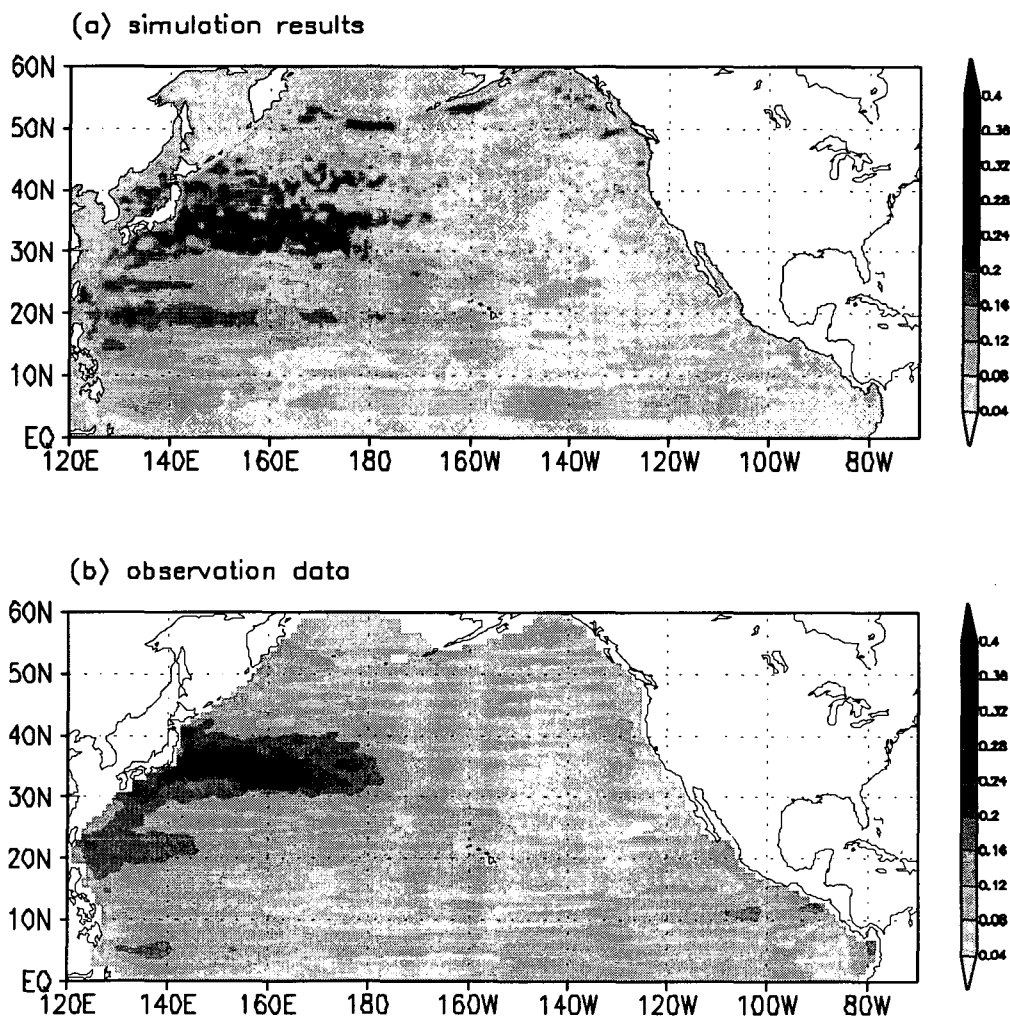 (a) simulation results
60N
50N
40N
30N
20N
10N
EQ
120E 140E 160E 180 160W 140W 120W 100W 80W
0.4
0.36
0.32
0.28
0.24
0.2
0.16
0.12
0.08
0.04
(b) observation data
60N
50N
40N
30N
20N
10N
EQ
120E 140E 160E 180 160W 140W 120W 100W 80W
0.4
0.36
0.32
0.28
0.24
0.2
0.16
0.12
0.08
0.04